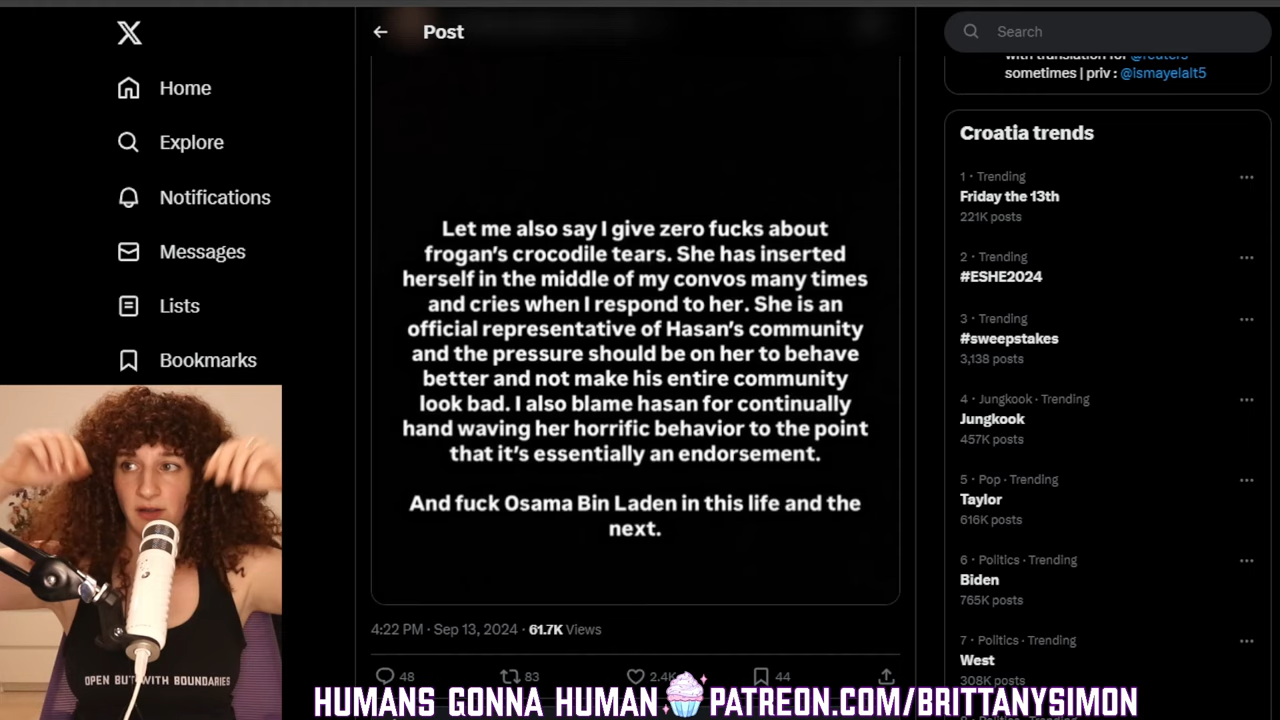 Post
Search
with translation for @reuters
sometimes | priv : @ismayelalt5
Home
Explore
Notifications
Messages
Lists
Bookmarks
Let me also say I give zero fucks about
frogan's crocodile tears. She has inserted
herself in the middle of my convos many times
and cries when I respond to her. She is an
official representative of Hasan's community
and the pressure should be on her to behave
better and not make his entire community
look bad. I also blame hasan for continually
hand waving her horrific behavior to the point
that it's essentially an endorsement.
And fuck Osama Bin Laden in this life and the
next.
4:22 PM · Sep 13, 2024 · 61.7K Views
48
83
2.4K
44
Croatia trends
1 · Trending
Friday the 13th
221K posts
2 · Trending
#ESHE2024
3 · Trending
#sweepstakes
3,138 posts
4 · Jungkook · Trending
Jungkook
457K posts
5 · Pop · Trending
Taylor
616K posts
6 · Politics · Trending
Biden
765K posts
7 · Politics · Trending
West
308K posts
OPEN BUT WITH BOUNDARIES
HUMANS GONNA HUMAN PATREON.COM/BRITTANYSIMON